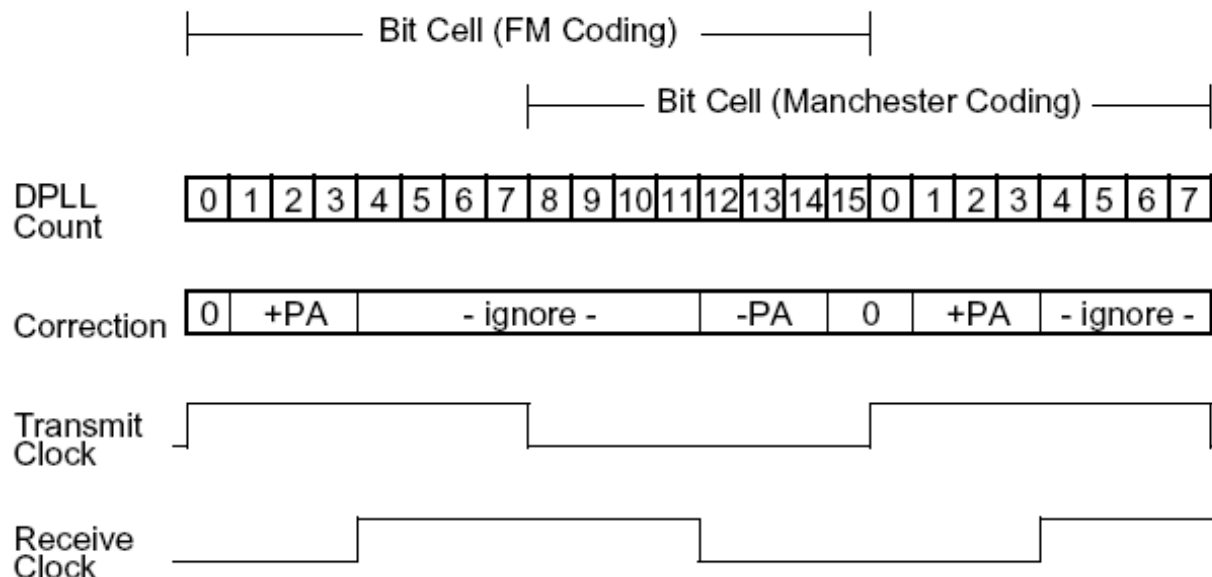 Bit Cell (FM Coding)
Bit Cell (Manchester Coding)
DPLL Count
0 1 2 3 4 5 6 7 8 9 10 11 12 13 14 15 0 1 2 3 4 5 6 7
Correction
0 +PA - ignore - -PA 0 +PA - ignore -
Transmit
Clock
Receive
Clock